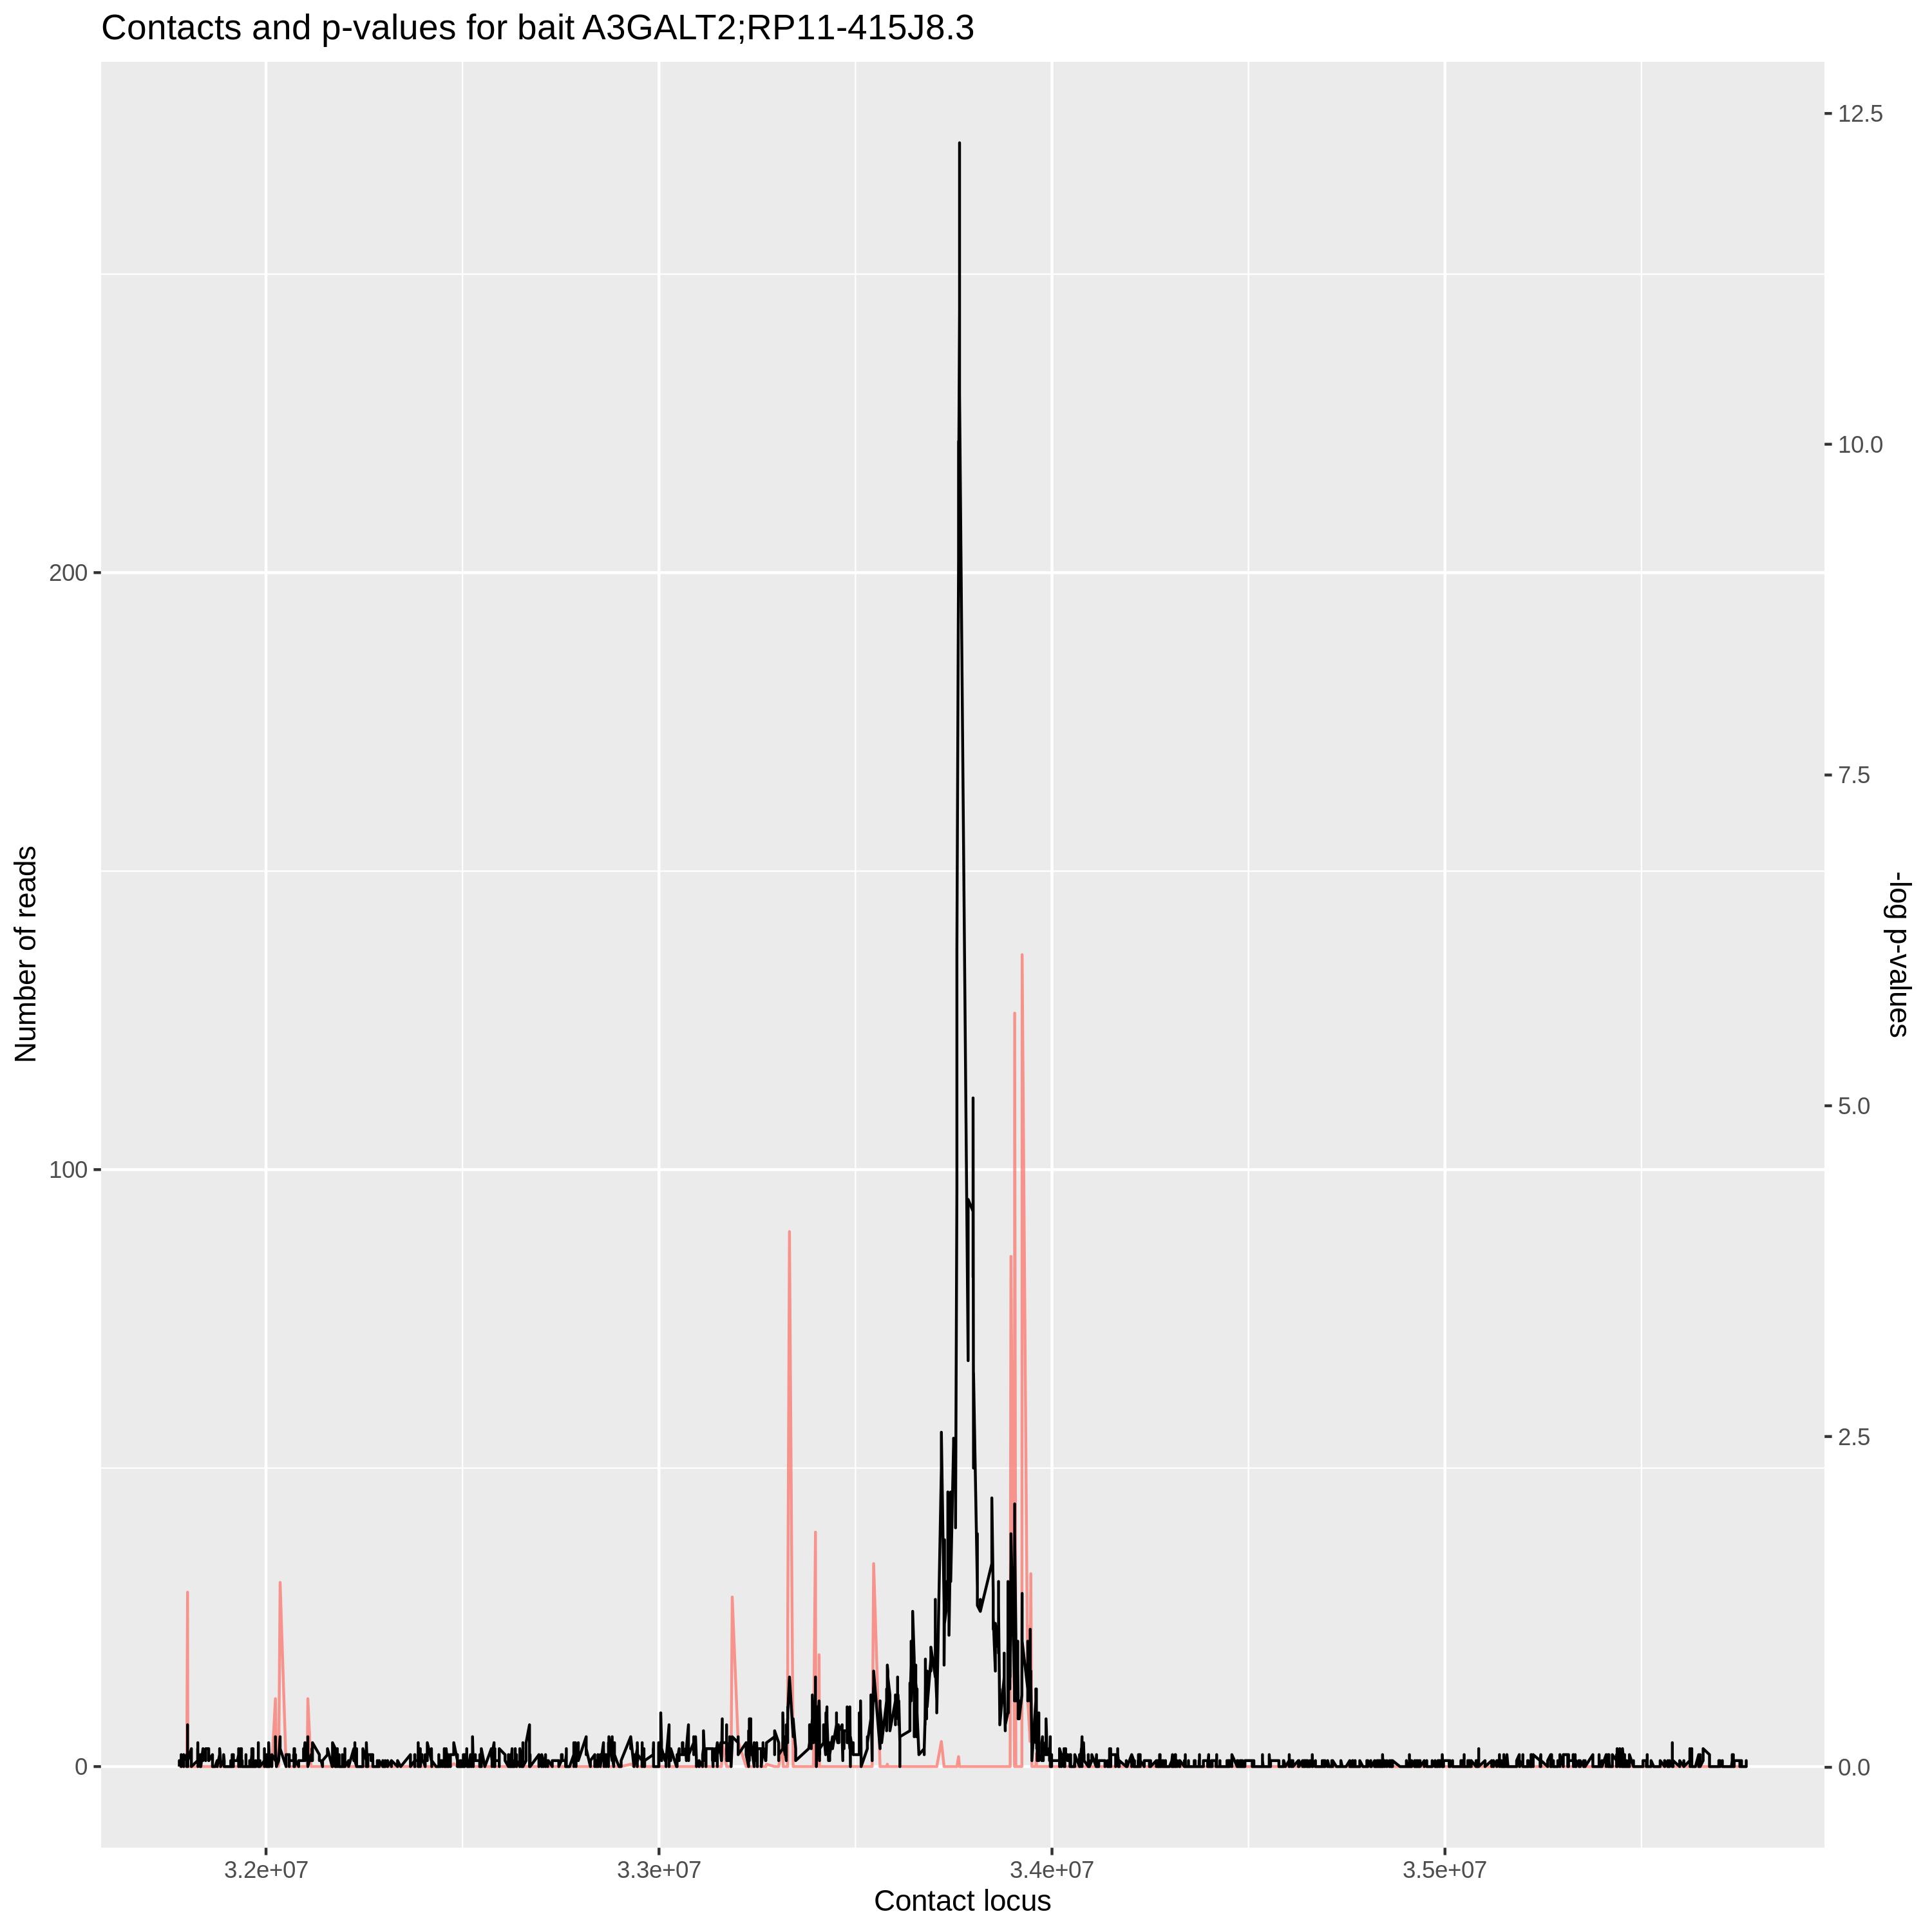 Contacts and p-values for bait A3GALT2;RP11-415J8.3
12.5
10.0
200
7.5
Number of reads
-log p-values
5.0
100
2.5
0
0.0
3.2e+07
3.3e+07
3.4e+07
3.5e+07
Contact locus